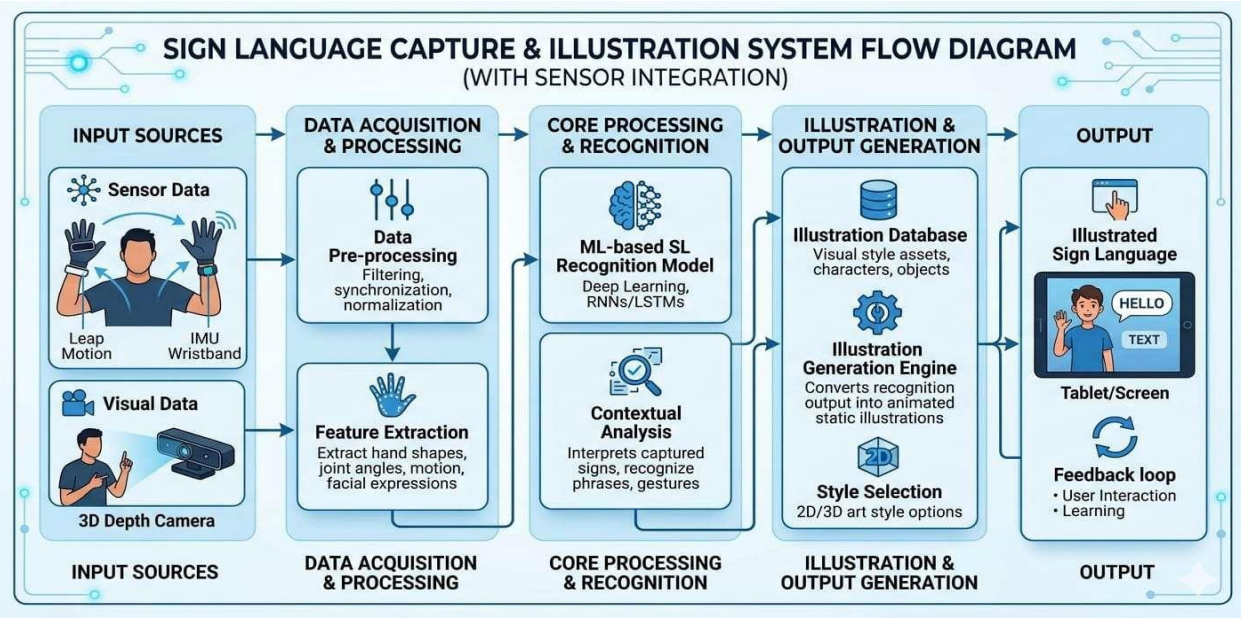 SIGN LANGUAGE CAPTURE & ILLUSTRATION SYSTEM FLOW DIAGRAM
(WITH SENSOR INTEGRATION)
INPUT SOURCES
Sensor Data
Leap
Motion
IMU
Wristband
Visual Data
3D Depth Camera
INPUT SOURCES
DATA ACQUISITION
& PROCESSING
Data
Pre-processing
Filtering,
synchronization,
normalization
Feature Extraction
Extract hand shapes,
joint angles, motion,
facial expressions
DATA ACQUISITION
& PROCESSING
CORE PROCESSING
& RECOGNITION
ML-based SL
Recognition Model
Deep Learning,
RNNs/LSTMs
Contextual
Analysis
Interprets captured
signs, recognize
phrases, gestures
CORE PROCESSING
& RECOGNITION
ILLUSTRATION &
OUTPUT GENERATION
Illustration Database
Visual style assets,
characters, objects
Illustration
Generation Engine
Converts recognition
output into animated
static illustrations
2D
Style Selection
2D/3D art style options
ILLUSTRATION &
OUTPUT GENERATION
OUTPUT
Illustrated
Sign Language
HELLO
TEXT
Tablet/Screen
Feedback loop
• User Interaction
• Learning
OUTPUT